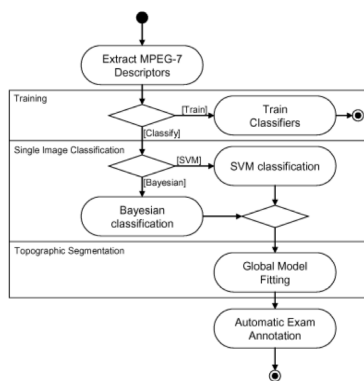 Extract MPEG-7
Descriptors
Training
[Train]
Train
Classifiers
[Classify]
Single Image Classification
[SVM]
SVM classification
[Bayesian]
Bayesian
classification
Topographic Segmentation
Global Model
Fitting
Automatic Exam
Annotation